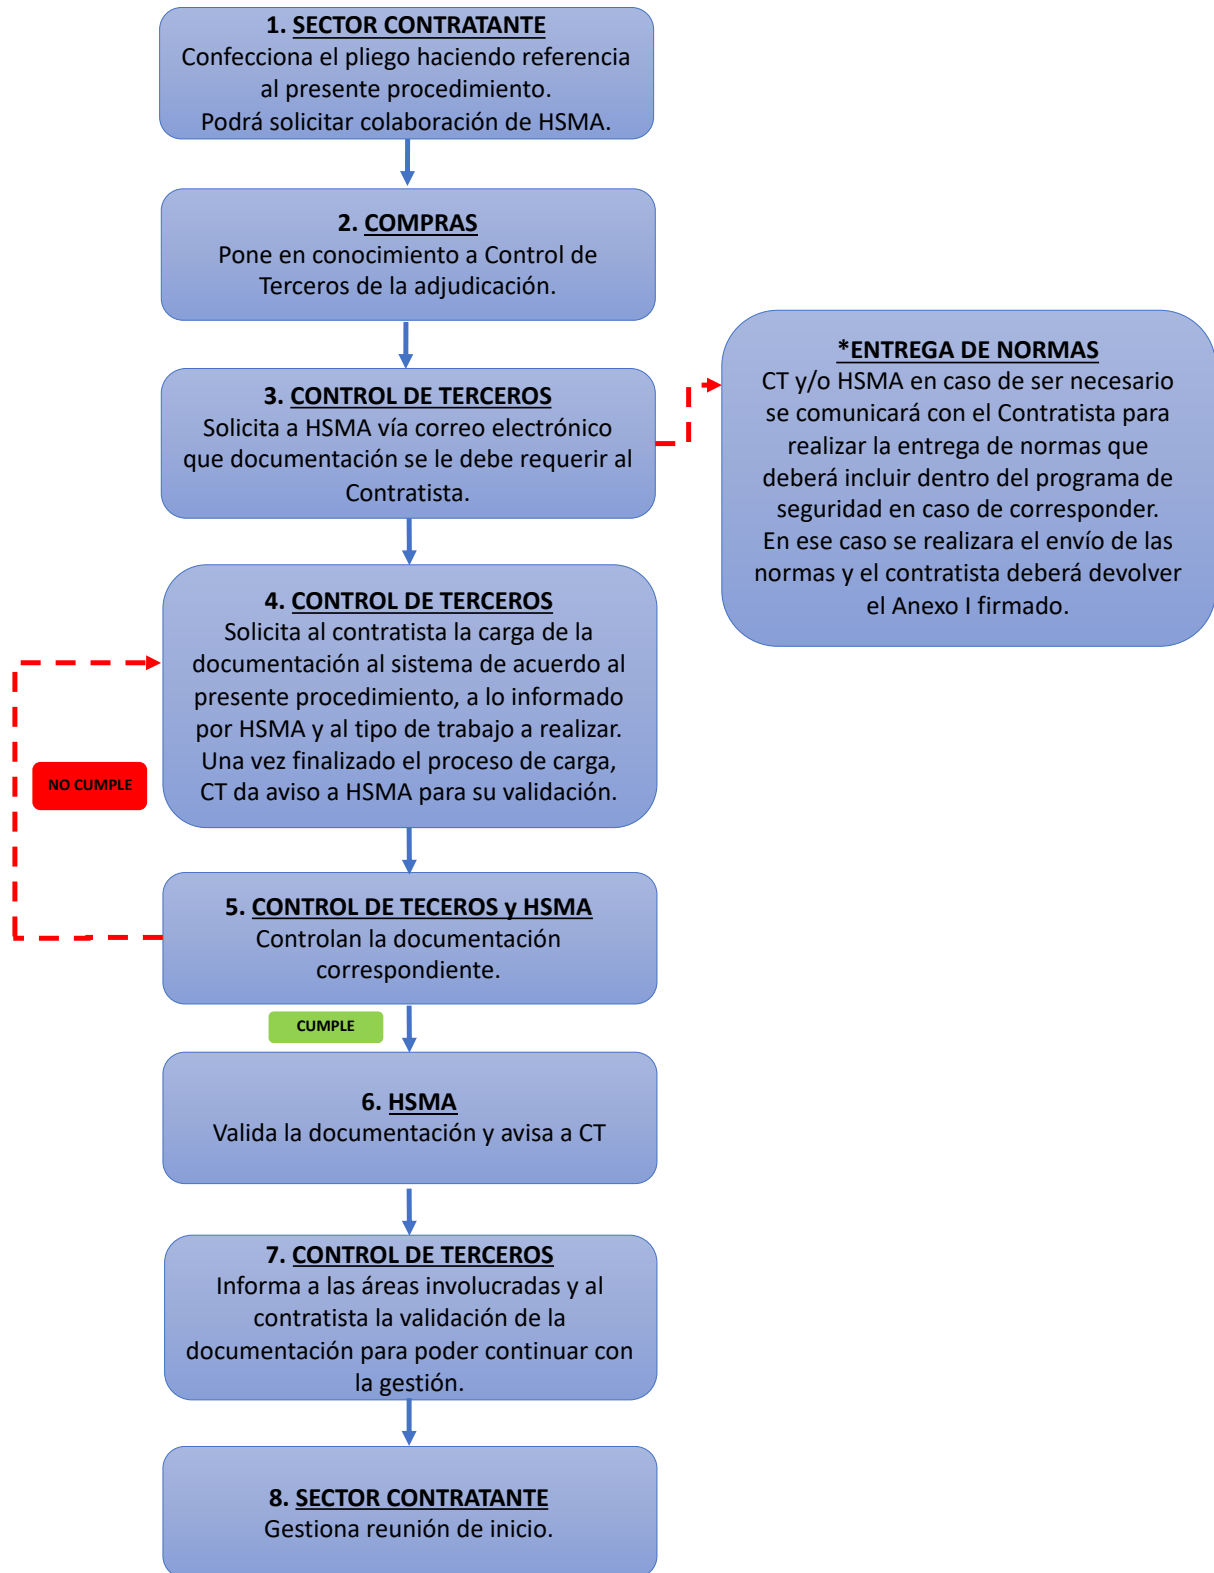 1. SECTOR CONTRATANTE
Confecciona el pliego haciendo referencia
al presente procedimiento.
Podrá solicitar colaboración de HSMA.
2. COMPRAS
Pone en conocimiento a Control de
Terceros de la adjudicación.
3. CONTROL DE TERCEROS
Solicita a HSMA vía correo electrónico
que documentación se le debe requerir al
Contratista.
*ENTREGA DE NORMAS
CT y/o HSMA en caso de ser necesario
se comunicará con el Contratista para
realizar la entrega de normas que
deberá incluir dentro del programa de
seguridad en caso de corresponder.
En ese caso se realizara el envío de las
normas y el contratista deberá devolver
el Anexo I firmado.
4. CONTROL DE TERCEROS
Solicita al contratista la carga de la
documentación al sistema de acuerdo al
presente procedimiento, a lo informado
por HSMA y al tipo de trabajo a realizar.
Una vez finalizado el proceso de carga,
CT da aviso a HSMA para su validación.
NO CUMPLE
5. CONTROL DE TECEROS y HSMA
Controlan la documentación
correspondiente.
CUMPLE
6. HSMA
Valida la documentación y avisa a CT
7. CONTROL DE TERCEROS
Informa a las áreas involucradas y al
contratista la validación de la
documentación para poder continuar con
la gestión.
8. SECTOR CONTRATANTE
Gestiona reunión de inicio.